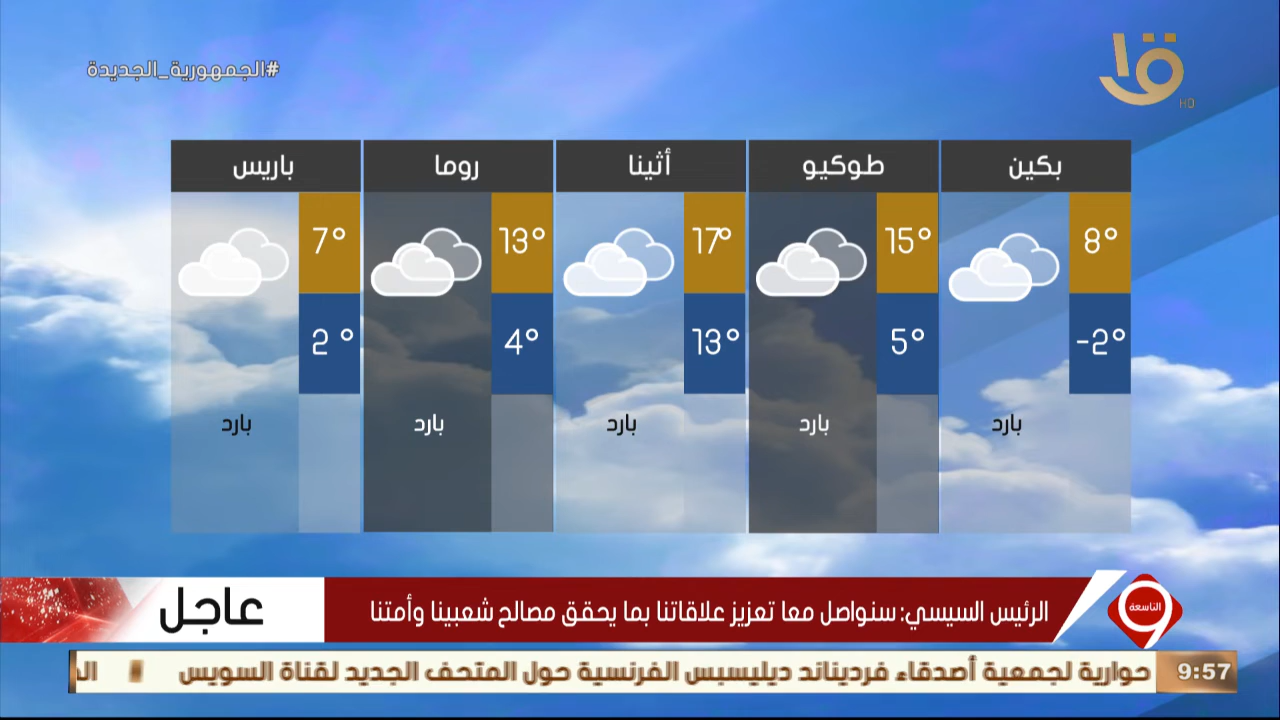 #الجمهورية_الجديدة
HD
بكين
8°
-2°
بارد
طوكيو
15°
5°
بارد
أثينا
17°
13°
بارد
روما
13°
4°
بارد
باريس
7°
2°
بارد
التاسعة
الرئيس السيسي: سنواصل معا تعزيز علاقاتنا بما يحقق مصالح شعبينا وأمتنا
عاجل
9:57
حوارية لجمعية أصدقاء فرديناند ديليسبس الفرنسية حول المتحف الجديد لقناة السويس